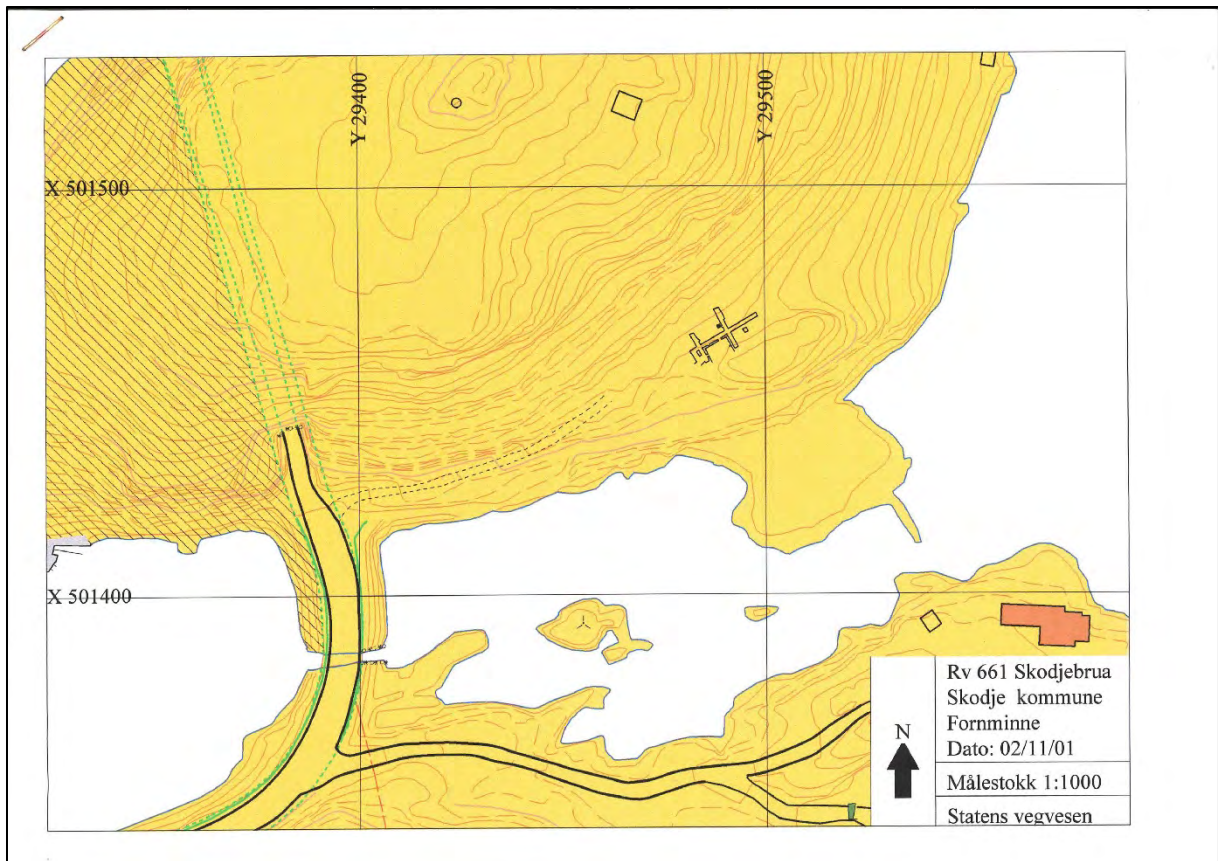 Y 29400
Y 29500
X 501500
X 501400
N
Rv 661 Skodjebrua
Skodje kommune
Fornminne
Dato: 02/11/01
Målestokk 1:1000
Statens vegvesen